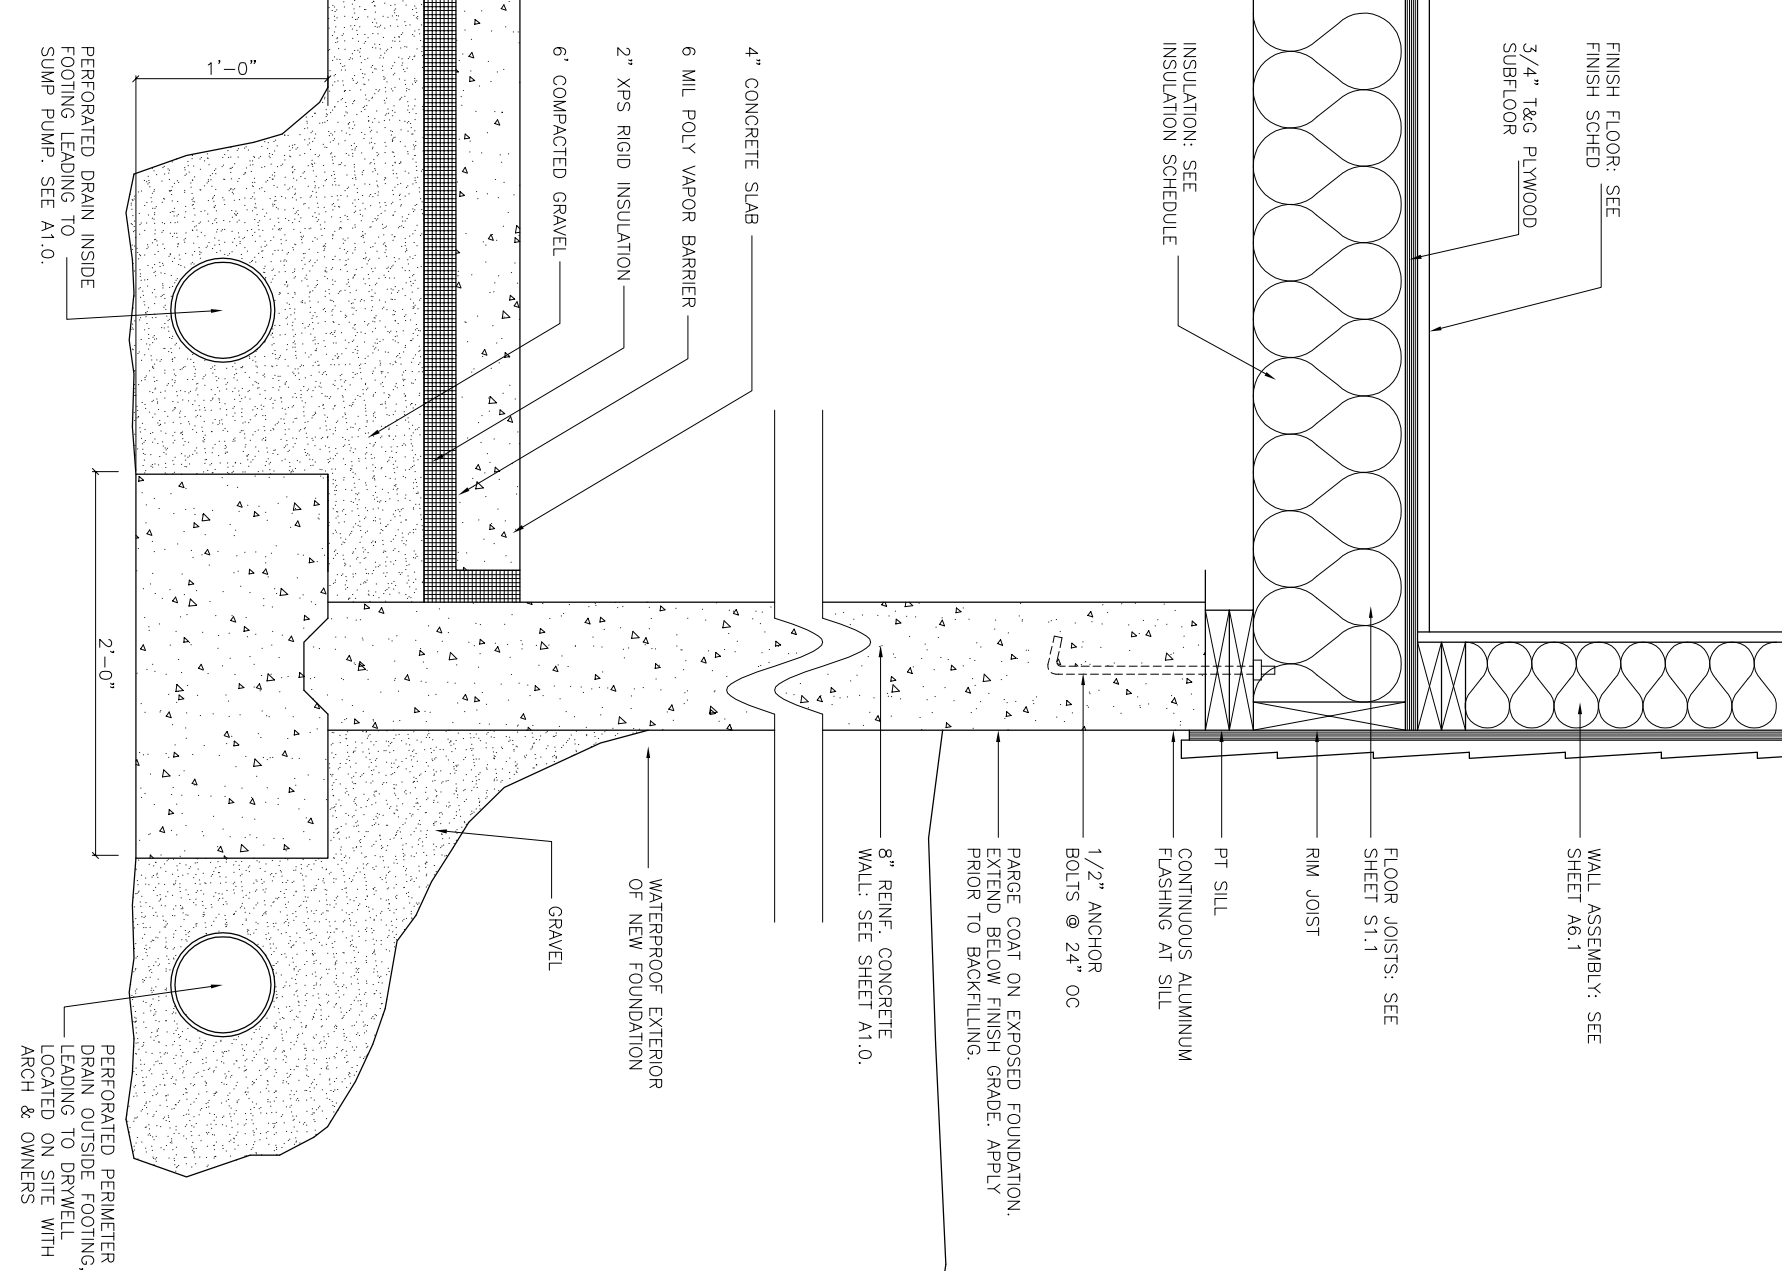 FINISH FLOOR: SEE
FINISH SCHED
3/4" T&G PLYWOOD
SUBFLOOR
INSULATION: SEE
INSULATION SCHEDULE
4" CONCRETE SLAB
6 MIL POLY VAPOR BARRIER
2" XPS RIGID INSULATION
6' COMPACTED GRAVEL
1'-0"
PERFORATED DRAIN INSIDE
FOOTING LEADING TO
SUMP PUMP. SEE A1.0.
2'-0"
WALL ASSEMBLY: SEE
SHEET A6.1
FLOOR JOISTS: SEE
SHEET S1.1
RIM JOIST
PT SILL
CONTINUOUS ALUMINUM
FLASHING AT SILL
1/2" ANCHOR
BOLTS @ 24" OC
PARGE COAT ON EXPOSED FOUNDATION.
EXTEND BELOW FINISH GRADE. APPLY
PRIOR TO BACKFILLING.
8" REINF. CONCRETE
WALL: SEE SHEET A1.0.
WATERPROOF EXTERIOR
OF NEW FOUNDATION
GRAVEL
PERFORATED PERIMETER
DRAIN OUTSIDE FOOTING,
LEADING TO DRYWELL
LOCATED ON SITE WITH
ARCH & OWNERS